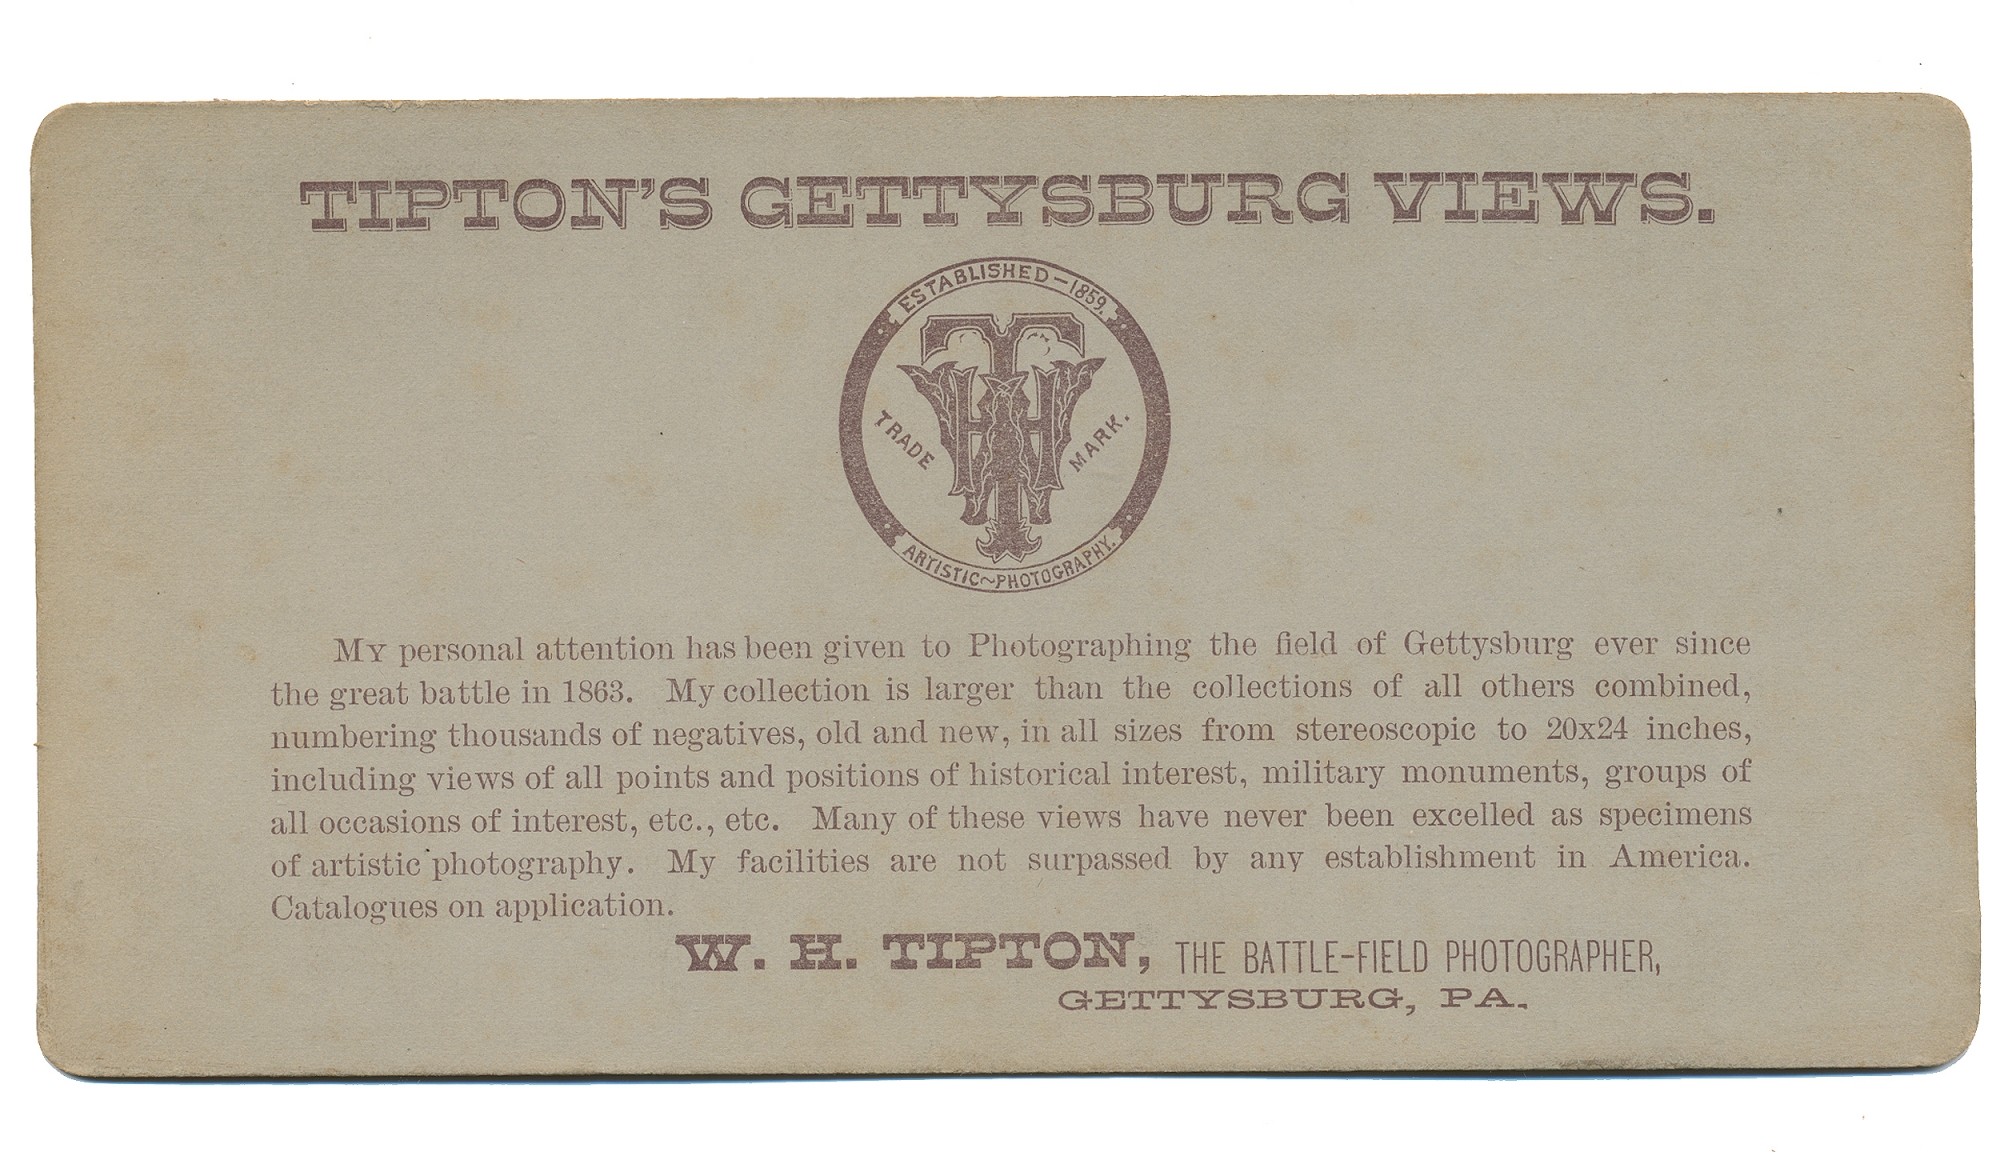 TIPTON'S GETTYSBURG VIEWS.
ESTABLISHED-1859.
TWH
TRADE MARK.
ARTISTIC~PHOTOGRAPHY.
MY personal attention has been given to Photographing the field of Gettysburg ever since
the great battle in 1863. My collection is larger than the collections of all others combined,
numbering thousands of negatives, old and new, in all sizes from stereoscopic to 20x24 inches,
including views of all points and positions of historical interest, military monuments, groups of
all occasions of interest, etc., etc. Many of these views have never been excelled as specimens
of artistic photography. My facilities are not surpassed by any establishment in America.
Catalogues on application.
W. H. TIPTON, THE BATTLE-FIELD PHOTOGRAPHER,
GETTYSBURG, PA.